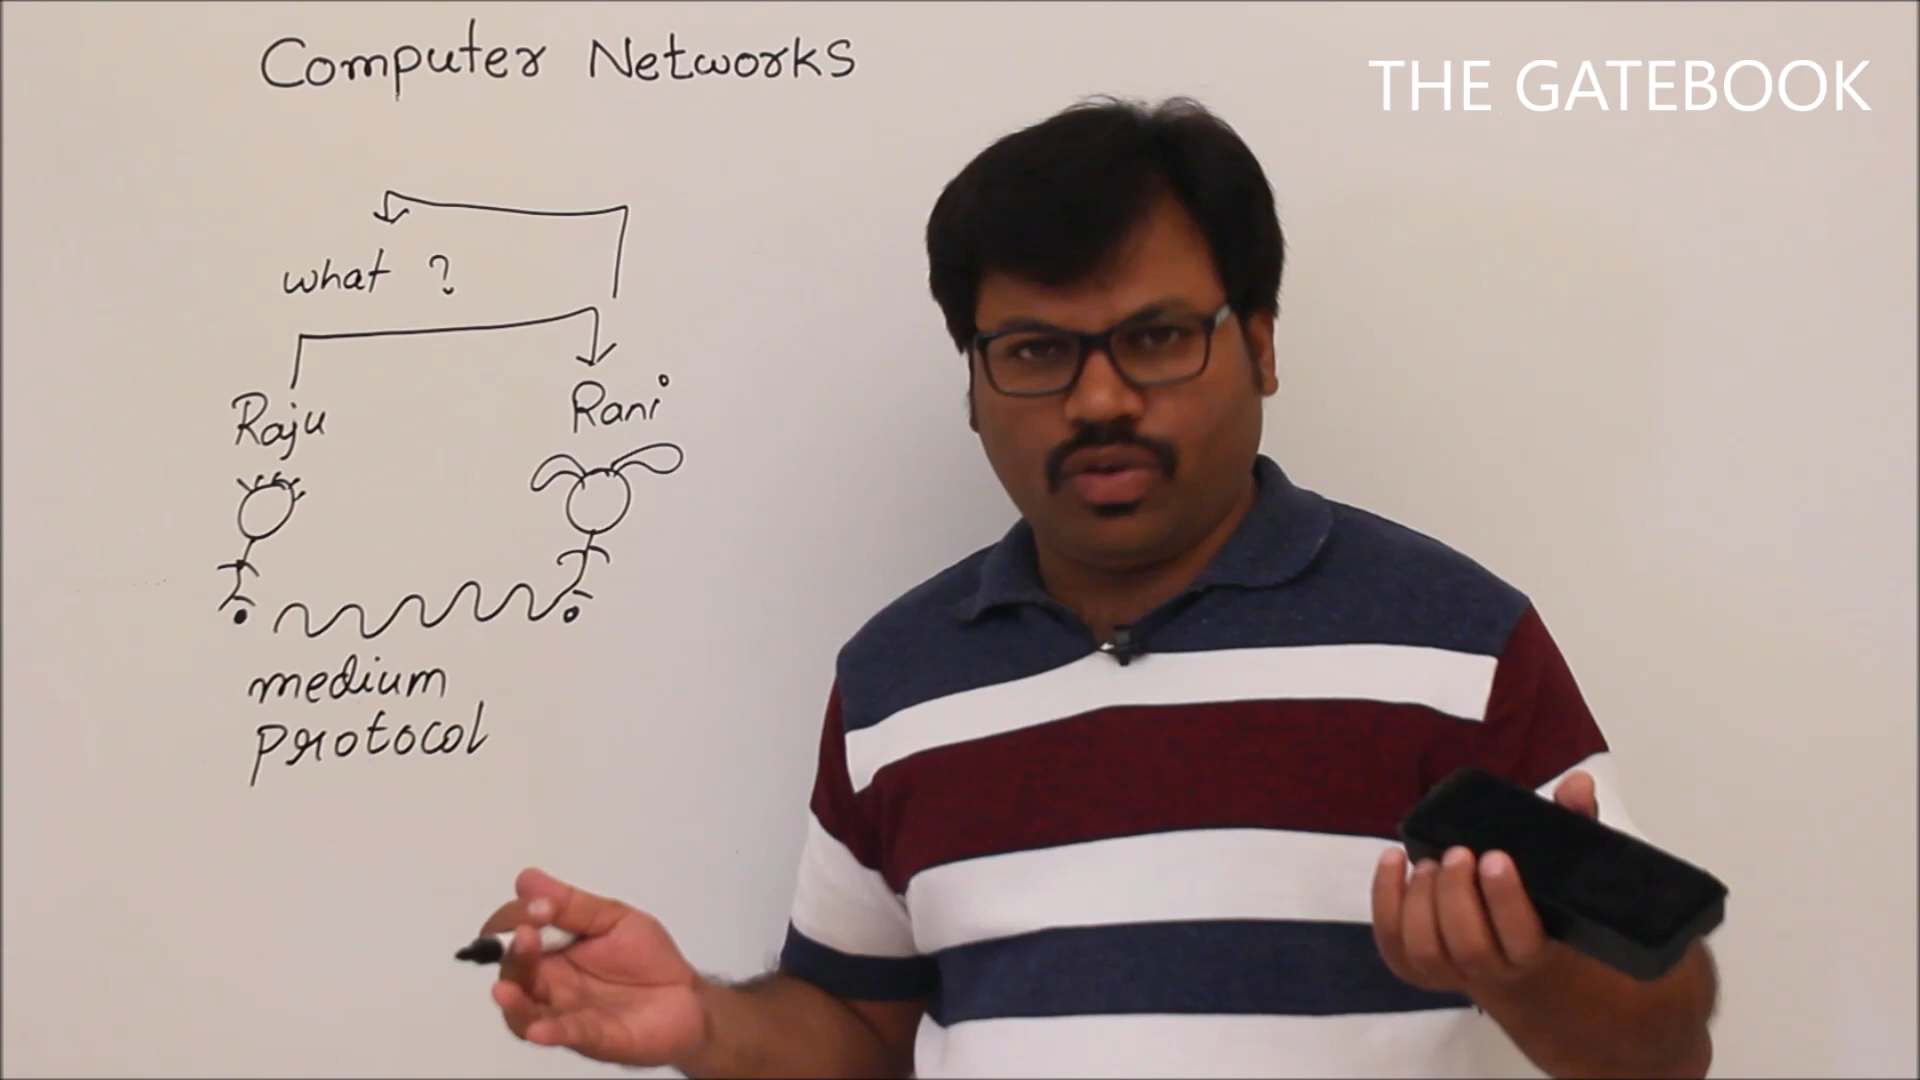 Computer Networks
THE GATEBOOK
what ?
Raju
Rani
medium
protocol